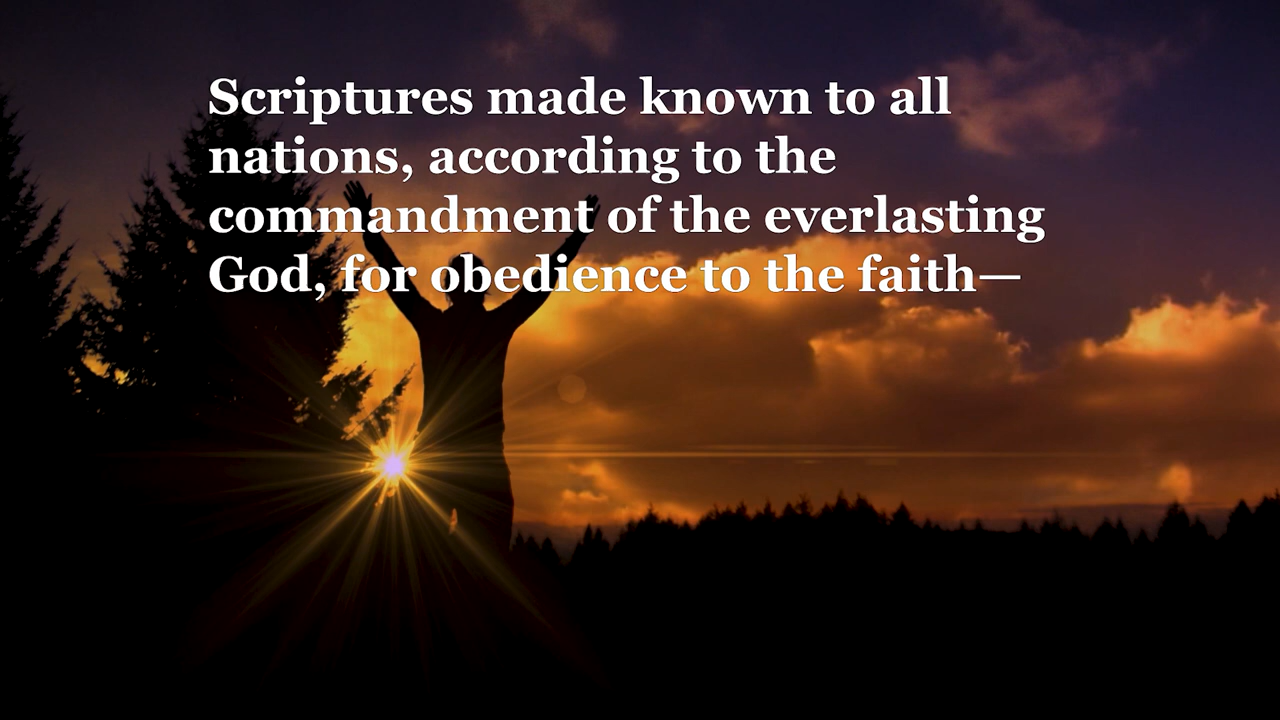 Scriptures made known to all
nations, according to the
commandment of the everlasting
God, for obedience to the faith—